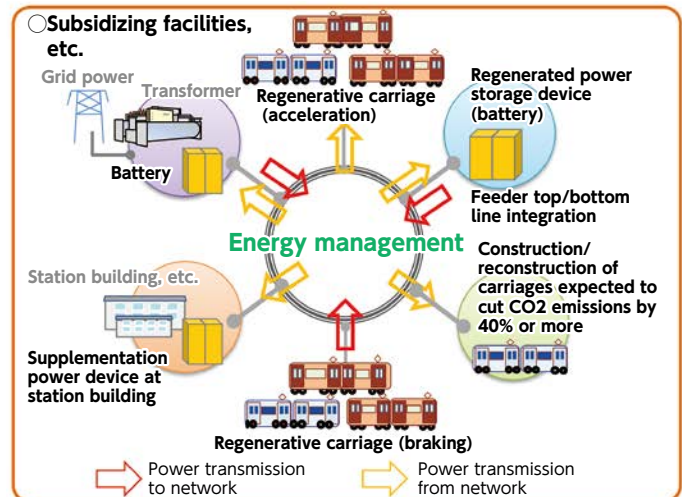 ○Subsidizing facilities,
etc.
Grid power
Transformer
Battery
Regenerative carriage
(acceleration)
Regenerated power
storage device
(battery)
Feeder top/bottom
line integration
Energy management
Station building, etc.
Supplementation
power device at
station building
Construction/
reconstruction of
carriages expected to
cut CO2 emissions by
40% or more
Regenerative carriage (braking)
Power transmission
to network
Power transmission
from network